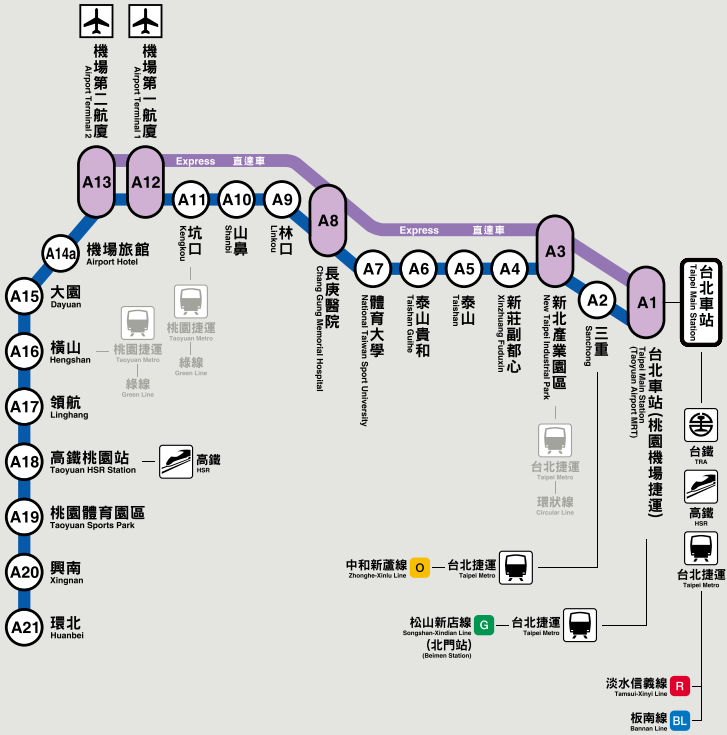 機場第二航廈
Airport Terminal 2
機場第一航廈
Airport Terminal 1
Express 直達車
A13
A12
A11
A10
A9
A8
坑口
Kengkou
山鼻
Shanbi
林口
Linkou
長庚醫院
Chang Gung Memorial Hospital
Express 直達車
A7
A6
A5
A4
A3
A2
A1
體育大學
National Taiwan Sport University
泰山貴和
Taishan Guihe
泰山
Taishan
新莊副都心
Xinzhuang Fuduxin
新北產業園區
New Taipei Industrial Park
三重
Sanchong
台北車站(桃園機場捷運)
Taipei Main Station
(Taoyuan Airport MRT)
台北車站
Taipei Main Station
A14a
機場旅館
Airport Hotel
A15
大園
Dayuan
A16
橫山
Hengshan
桃園捷運
Taoyuan Metro
綠線
Green Line
桃園捷運
Taoyuan Metro
綠線
Green Line
A17
領航
Linghang
A18
高鐵桃園站
Taoyuan HSR Station
高鐵
HSR
A19
桃園體育園區
Taoyuan Sports Park
A20
興南
Xingnan
A21
環北
Huanbei
台北捷運
Taipei Metro
環狀線
Circular Line
台鐵
TRA
高鐵
HSR
台北捷運
Taipei Metro
中和新蘆線
Zhonghe-Xinlu Line
O
台北捷運
Taipei Metro
松山新店線
Songshan-Xindian Line
(北門站)
(Beimen Station)
G
台北捷運
Taipei Metro
淡水信義線
Tamsui-Xinyi Line
R
板南線
Bannan Line
BL